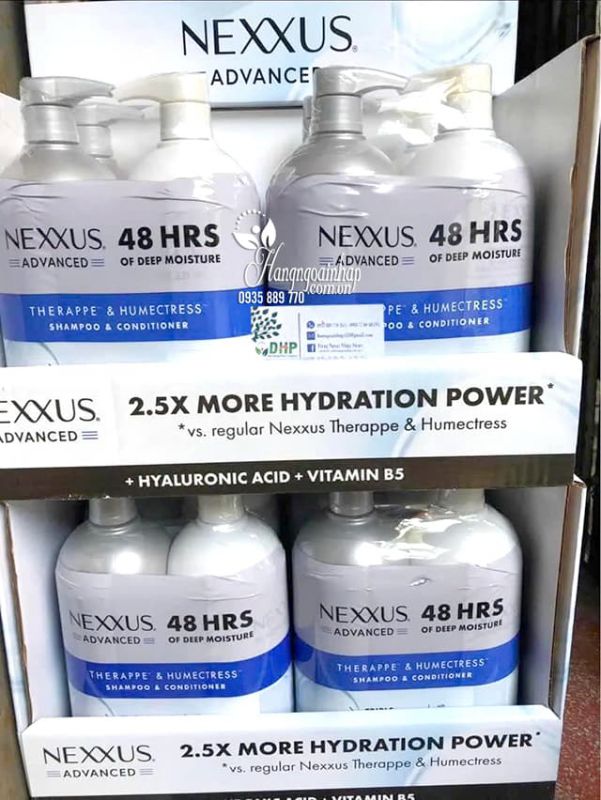 NEXXUS
ADVANCED
NEXXUS
ADVANCED
48 HRS
OF DEEP MOISTURE
THERAPPE & HUMECTRESS
SHAMPOO & CONDITIONER
NEXXUS
ADVANCED
48 HRS
OF DEEP MOISTURE
THERAPPE & HUMECTRESS
SHAMPOO & CONDITIONER
Hangngoainhap
.com.vn
0935 889 770
DHP
EXXUS
ADVANCED
2.5X MORE HYDRATION POWER*
*vs. regular Nexxus Therappe & Humectress
+ HYALURONIC ACID + VITAMIN B5
NEXXUS
ADVANCED
48 HRS
OF DEEP MOISTURE
THERAPPE & HUMECTRESS
SHAMPOO & CONDITIONER
NEXXUS
ADVANCED
48 HRS
OF DEEP MOISTURE
THERAPPE & HUMECTRESS
SHAMPOO & CONDITIONER
NEXXUS
ADVANCED
2.5X MORE HYDRATION POWER*
*vs. regular Nexxus Therappe & Humectress
ACID + VITAMIN B5